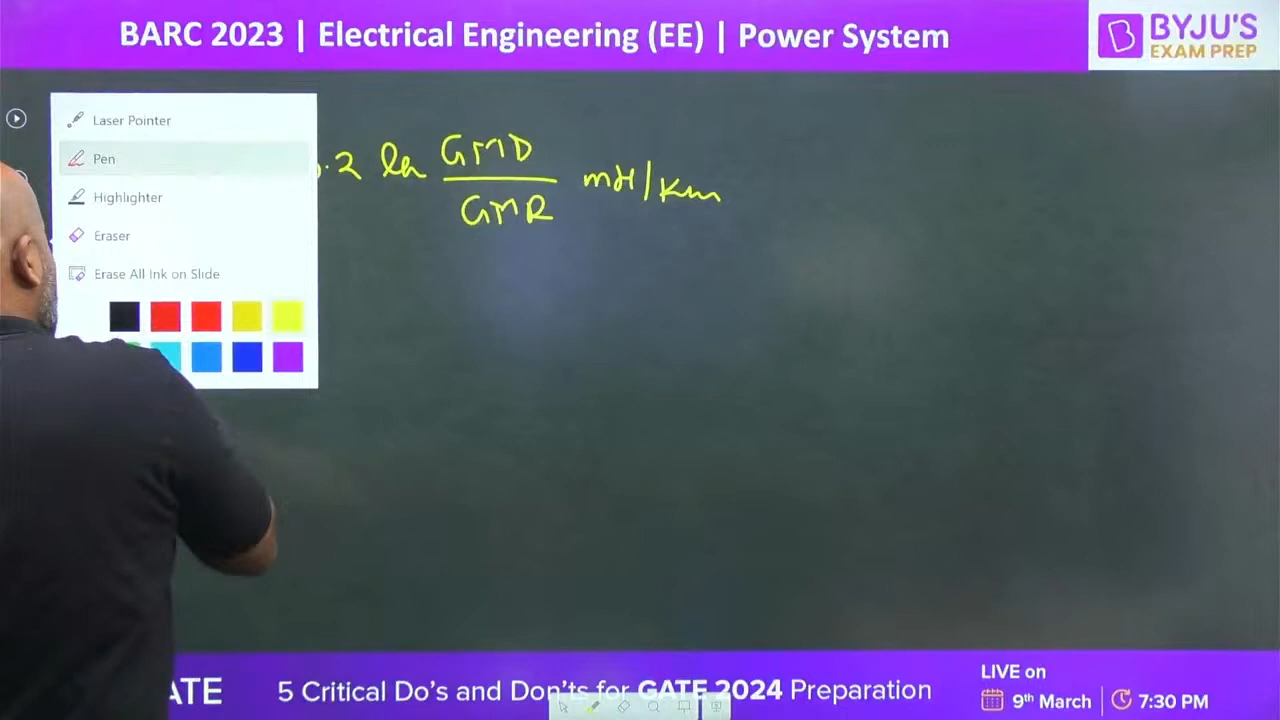 BARC 2023 | Electrical Engineering (EE) | Power System
BYJU'S
EXAM PREP
Laser Pointer
Pen
Highlighter
Eraser
Erase All Ink on Slide
.2 ln GMD
GMR
mH/Km
ATE
5 Critical Do's and Don'ts for GATE 2024 Preparation
LIVE on
9th March | 7:30 PM